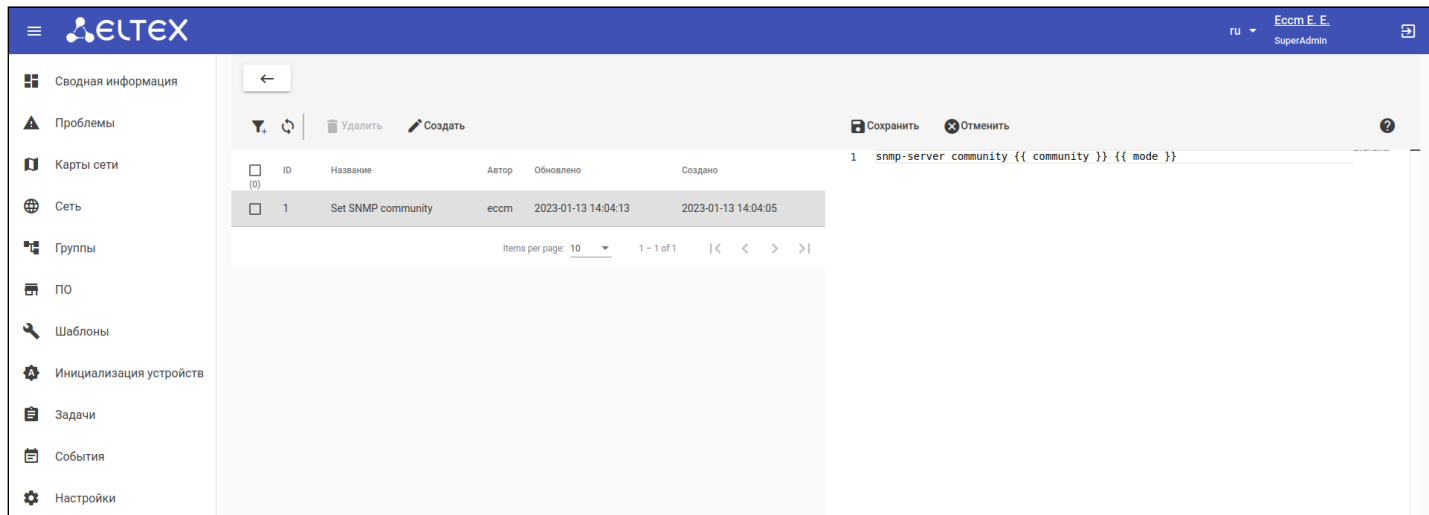 ELTEX
ru
Eccm E. E.
SuperAdmin
Сводная информация
Проблемы
Карты сети
Сеть
Группы
ПО
Шаблоны
Инициализация устройств
Задачи
События
Настройки
Удалить Создать
ID Название Автор Обновлено Создано
(0)
1 Set SNMP community eccm 2023-01-13 14:04:13 2023-01-13 14:04:05
Items per page: 10 1 – 1 of 1
Сохранить Отменить
1 snmp-server community {{ community }} {{ mode }}